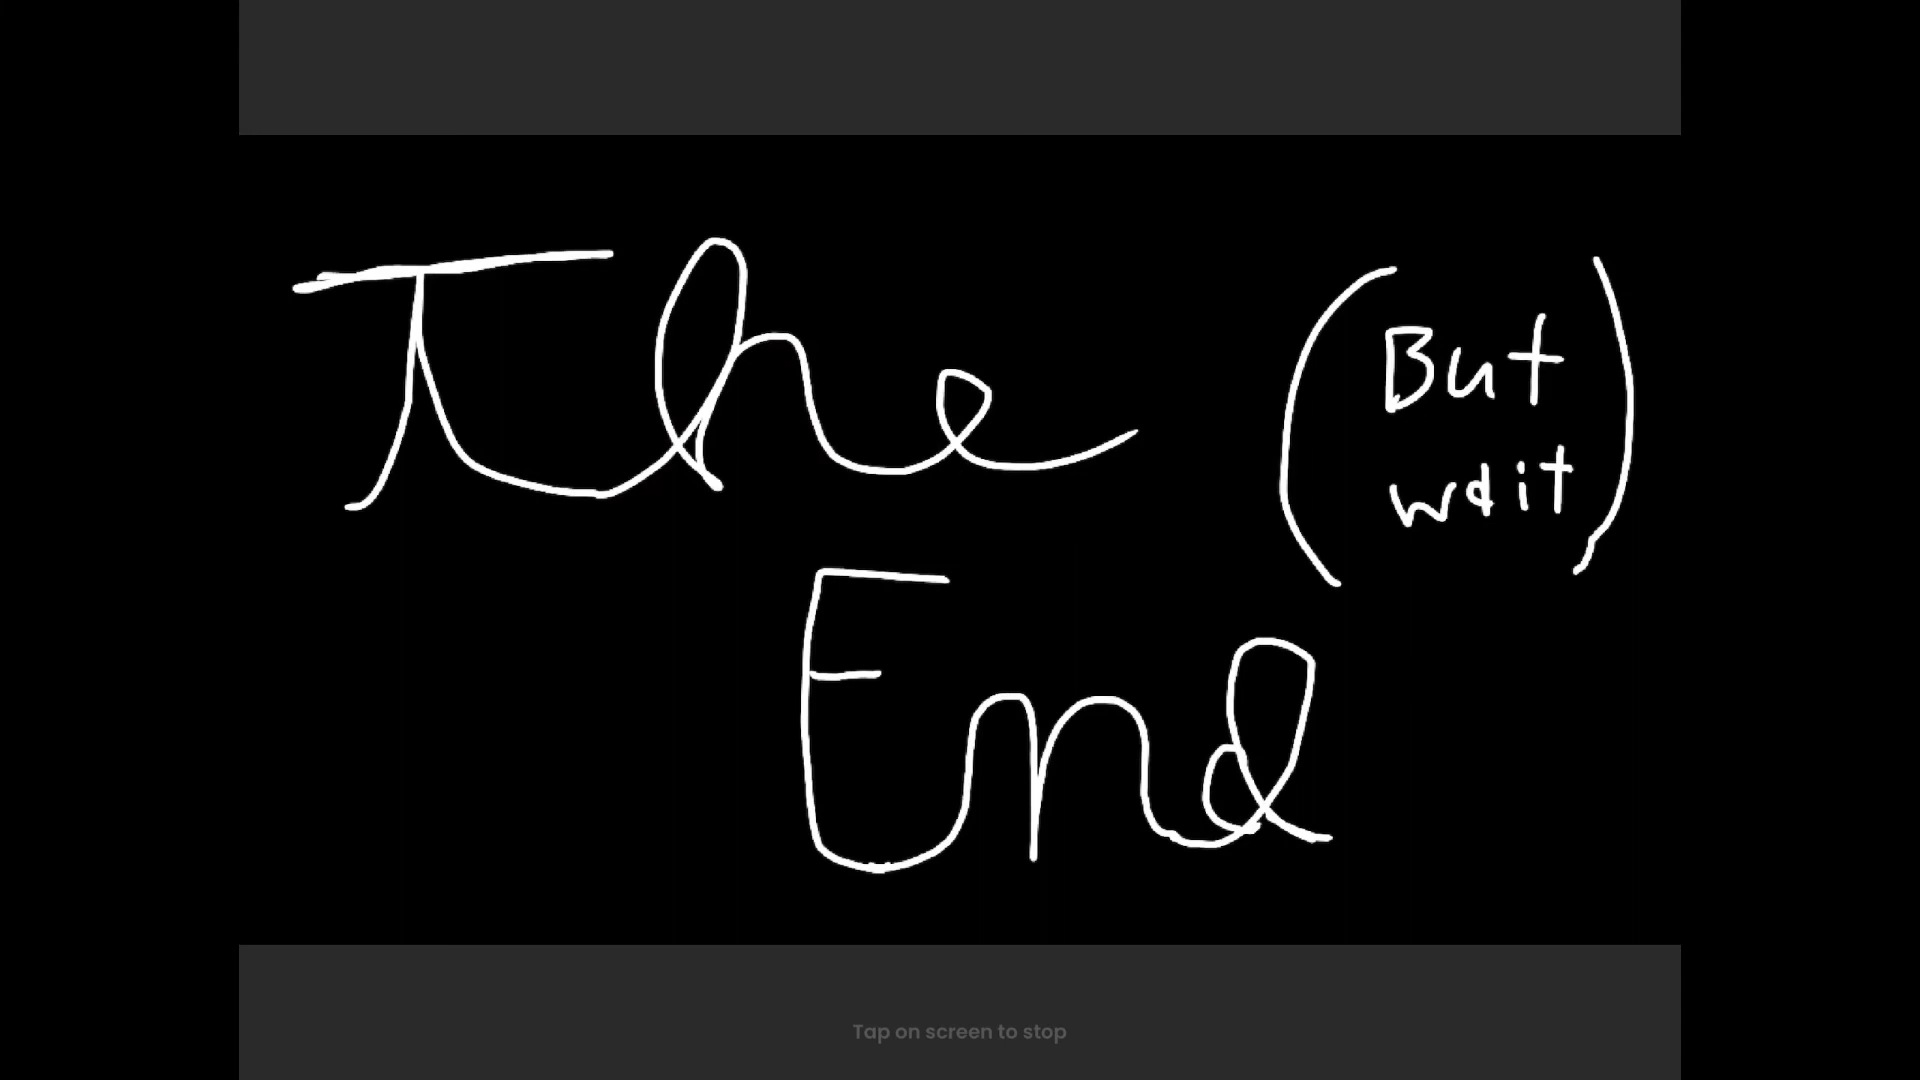 The
(But
wait)
End
Tap on screen to stop